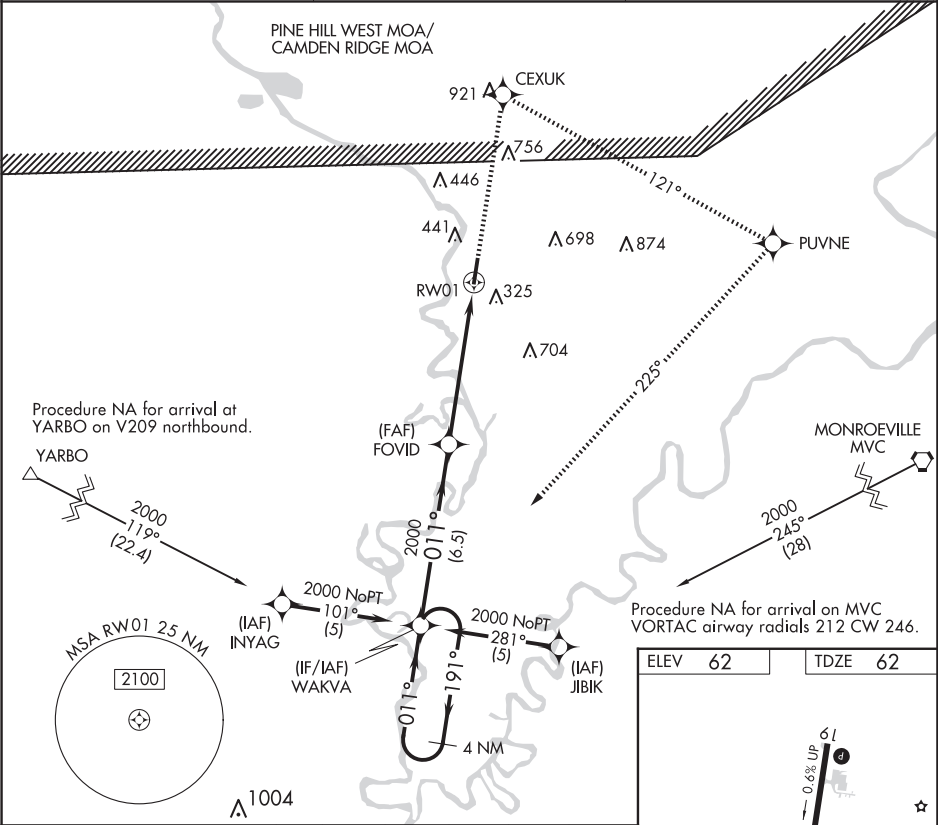 PINE HILL WEST MOA/
CAMDEN RIDGE MOA
CEXUK
921
756
446
121°
441
698
874
PUVNE
RW01
325
704
225°
Procedure NA for arrival at
YARBO on V209 northbound.
YARBO
(FAF)
FOVID
MONROEVILLE
MVC
2000
119°
(22.4)
2000
011°
(6.5)
2000
245°
(28)
2000 NoPT
101°
(5)
(IAF)
INYAG
2000 NoPT
281°
(5)
(IAF)
JIBIK
Procedure NA for arrival on MVC
VORTAC airway radials 212 CW 246.
(IF/IAF)
WAKVA
011°
191°
4 NM
MSA RW01 25 NM
2100
1004
ELEV 62
TDZE 62
19
0.6% UP
P